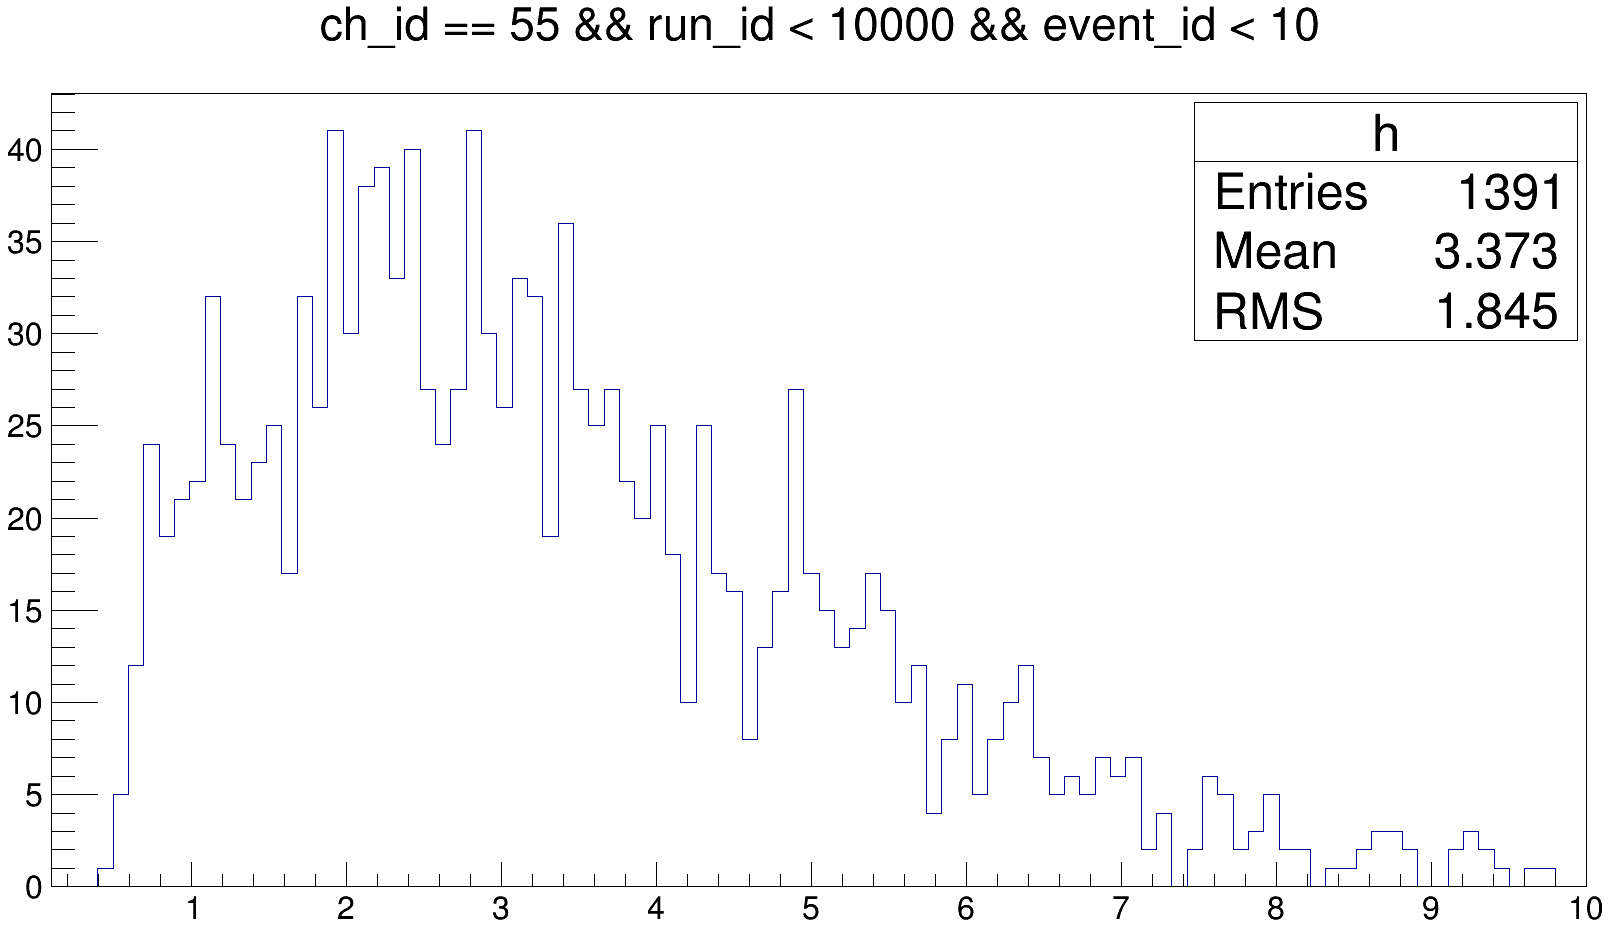 ch_id == 55 && run_id < 10000 && event_id < 10
h
Entries 1391
Mean 3.373
RMS 1.845
40
35
30
25
20
15
10
5
0
1 2 3 4 5 6 7 8 9 10